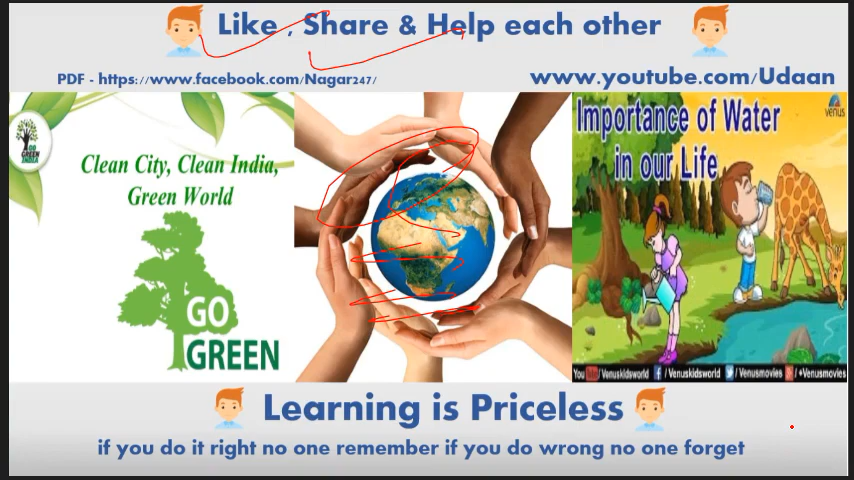 Like , Share & Help each other
PDF - https://www.facebook.com/Nagar247/
www.youtube.com/Udaan
GO
GREEN
INDIA
Clean City, Clean India,
Green World
GO
GREEN
Importance of Water
in our Life
VENUS
You /Venuskidsworld f /Venuskidsworld /Venusmovies /+Venusmovies
Learning is Priceless
if you do it right no one remember if you do wrong no one forget